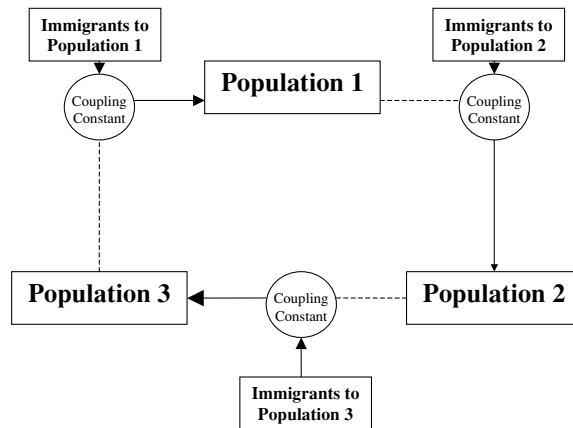 Immigrants to
Population 1
Immigrants to
Population 2
Population 1
Coupling
Constant
Coupling
Constant
Population 3
Coupling
Constant
Population 2
Immigrants to
Population 3